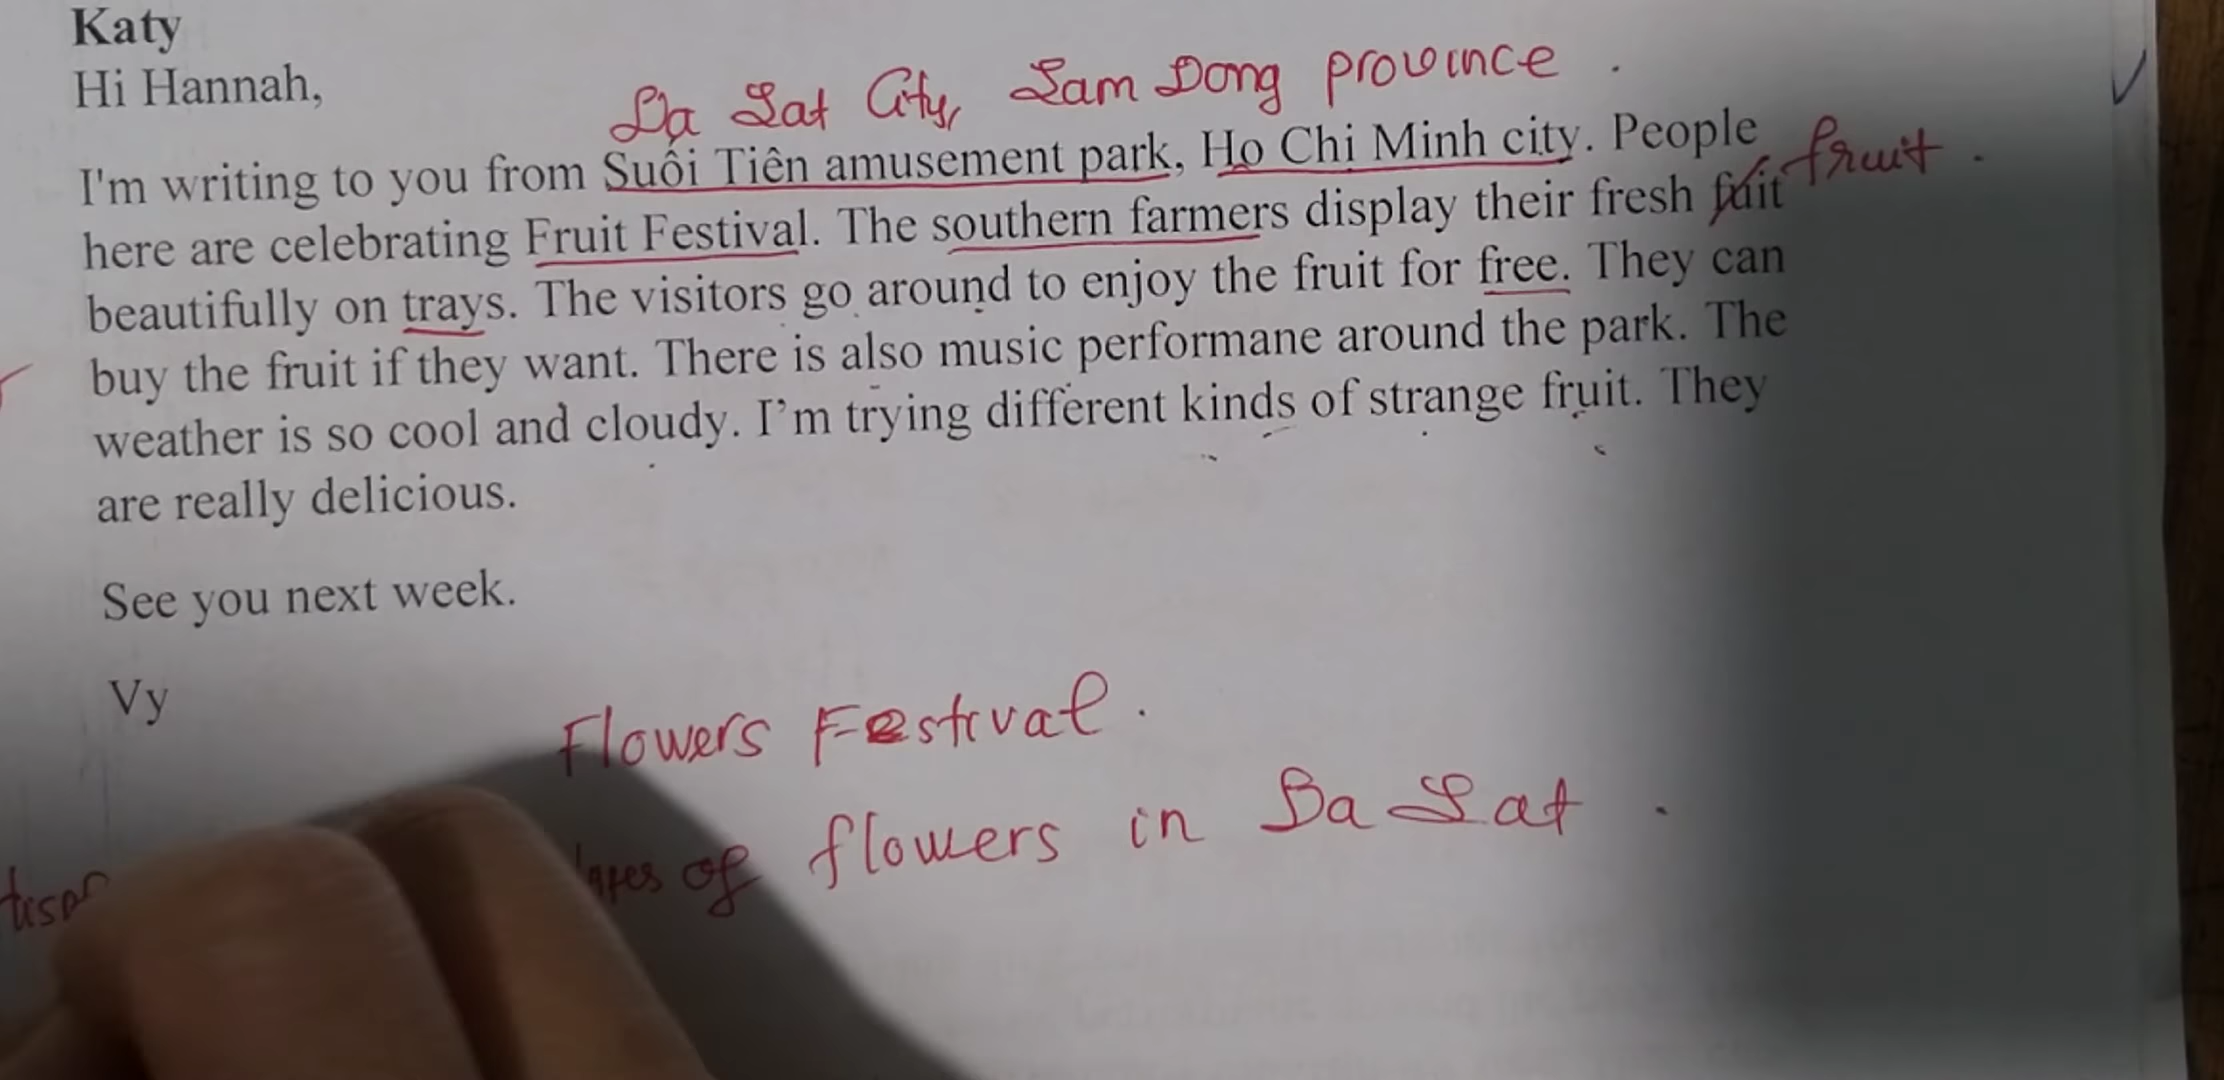 Katy
Hi Hannah,
Da Lat City, Lam Dong province.
I'm writing to you from Suối Tiên amusement park, Ho Chi Minh city. People
here are celebrating Fruit Festival. The southern farmers display their fresh fuit fruit.
beautifully on trays. The visitors go around to enjoy the fruit for free. They can
buy the fruit if they want. There is also music performane around the park. The
weather is so cool and cloudy. I’m trying different kinds of strange fruit. They
are really delicious.
See you next week.
Vy
Flowers Festival.
of flowers in Da Lat.